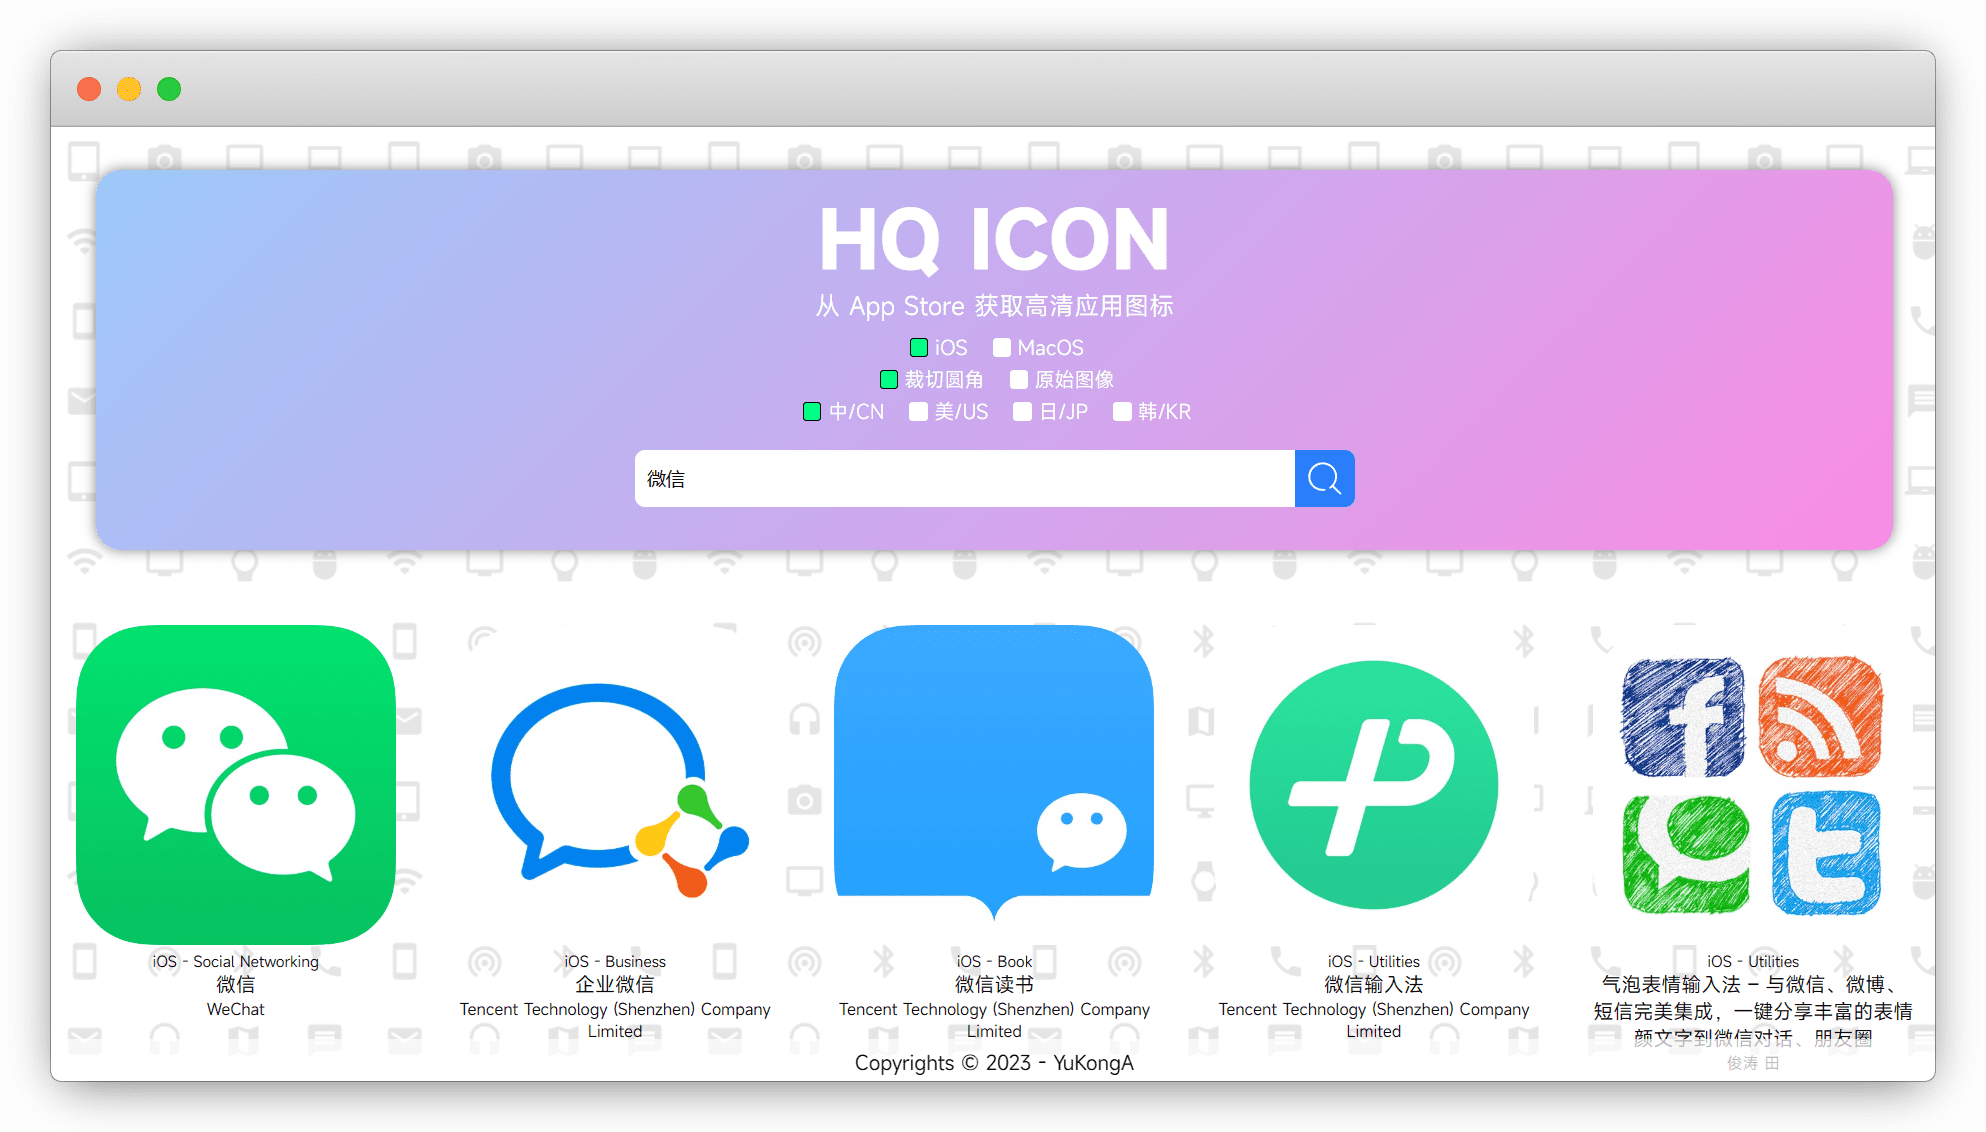 HQ ICON
从 App Store 获取高清应用图标
iOS MacOS
裁切圆角 原始图像
中/CN 美/US 日/JP 韩/KR
微信
iOS - Social Networking
微信
WeChat
iOS - Business
企业微信
Tencent Technology (Shenzhen) Company
Limited
iOS - Book
微信读书
Tencent Technology (Shenzhen) Company
Limited
iOS - Utilities
微信输入法
Tencent Technology (Shenzhen) Company
Limited
iOS - Utilities
气泡表情输入法 – 与微信、微博、
短信完美集成，一键分享丰富的表情
颜文字到微信对话、朋友圈
俊涛 田
Copyrights © 2023 - YuKongA